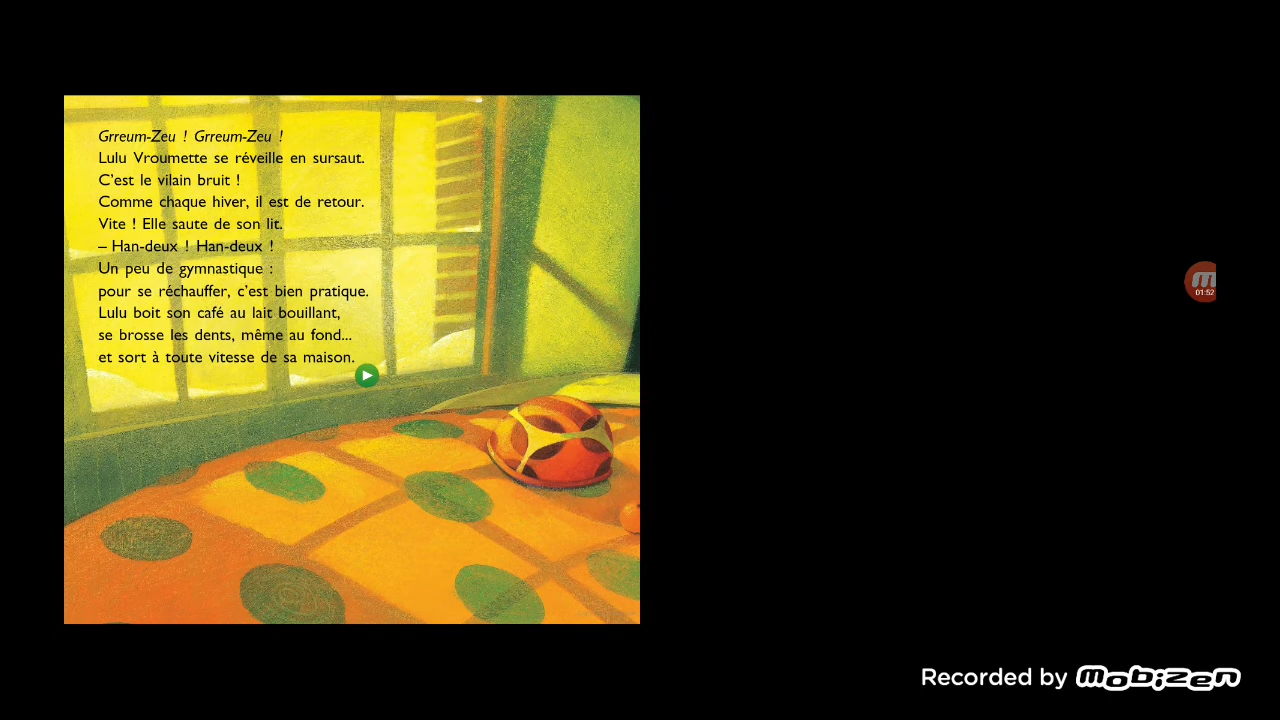 Grreum-Zeu ! Grreum-Zeu !
Lulu Vroumette se réveille en sursaut.
C'est le vilain bruit !
Comme chaque hiver, il est de retour.
Vite ! Elle saute de son lit.
– Han-deux ! Han-deux !
Un peu de gymnastique :
pour se réchauffer, c'est bien pratique.
Lulu boit son café au lait bouillant,
se brosse les dents, même au fond...
et sort à toute vitesse de sa maison.
m
01:52
Recorded by mobizen